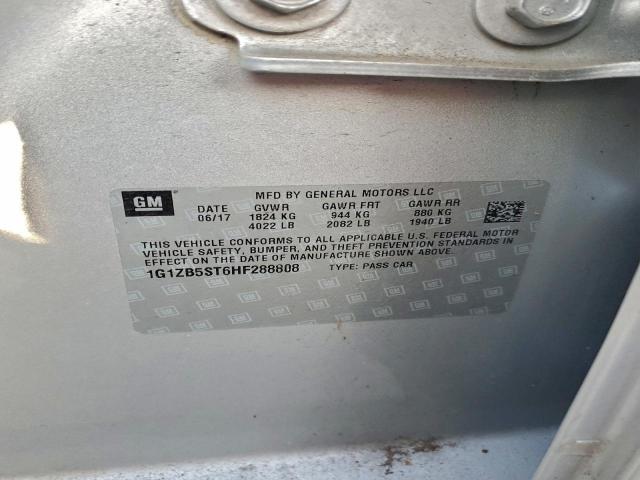 GM
MFD BY GENERAL MOTORS LLC
DATE GVWR GAWR FRT GAWR RR
06/17 1824 KG 944 KG 880 KG
4022 LB 2082 LB 1940 LB
THIS VEHICLE CONFORMS TO ALL APPLICABLE U.S. FEDERAL MOTOR
VEHICLE SAFETY, BUMPER, AND THEFT PREVENTION STANDARDS IN
EFFECT ON THE DATE OF MANUFACTURE SHOWN ABOVE.
1G1ZB5ST6HF288808 TYPE: PASS CAR